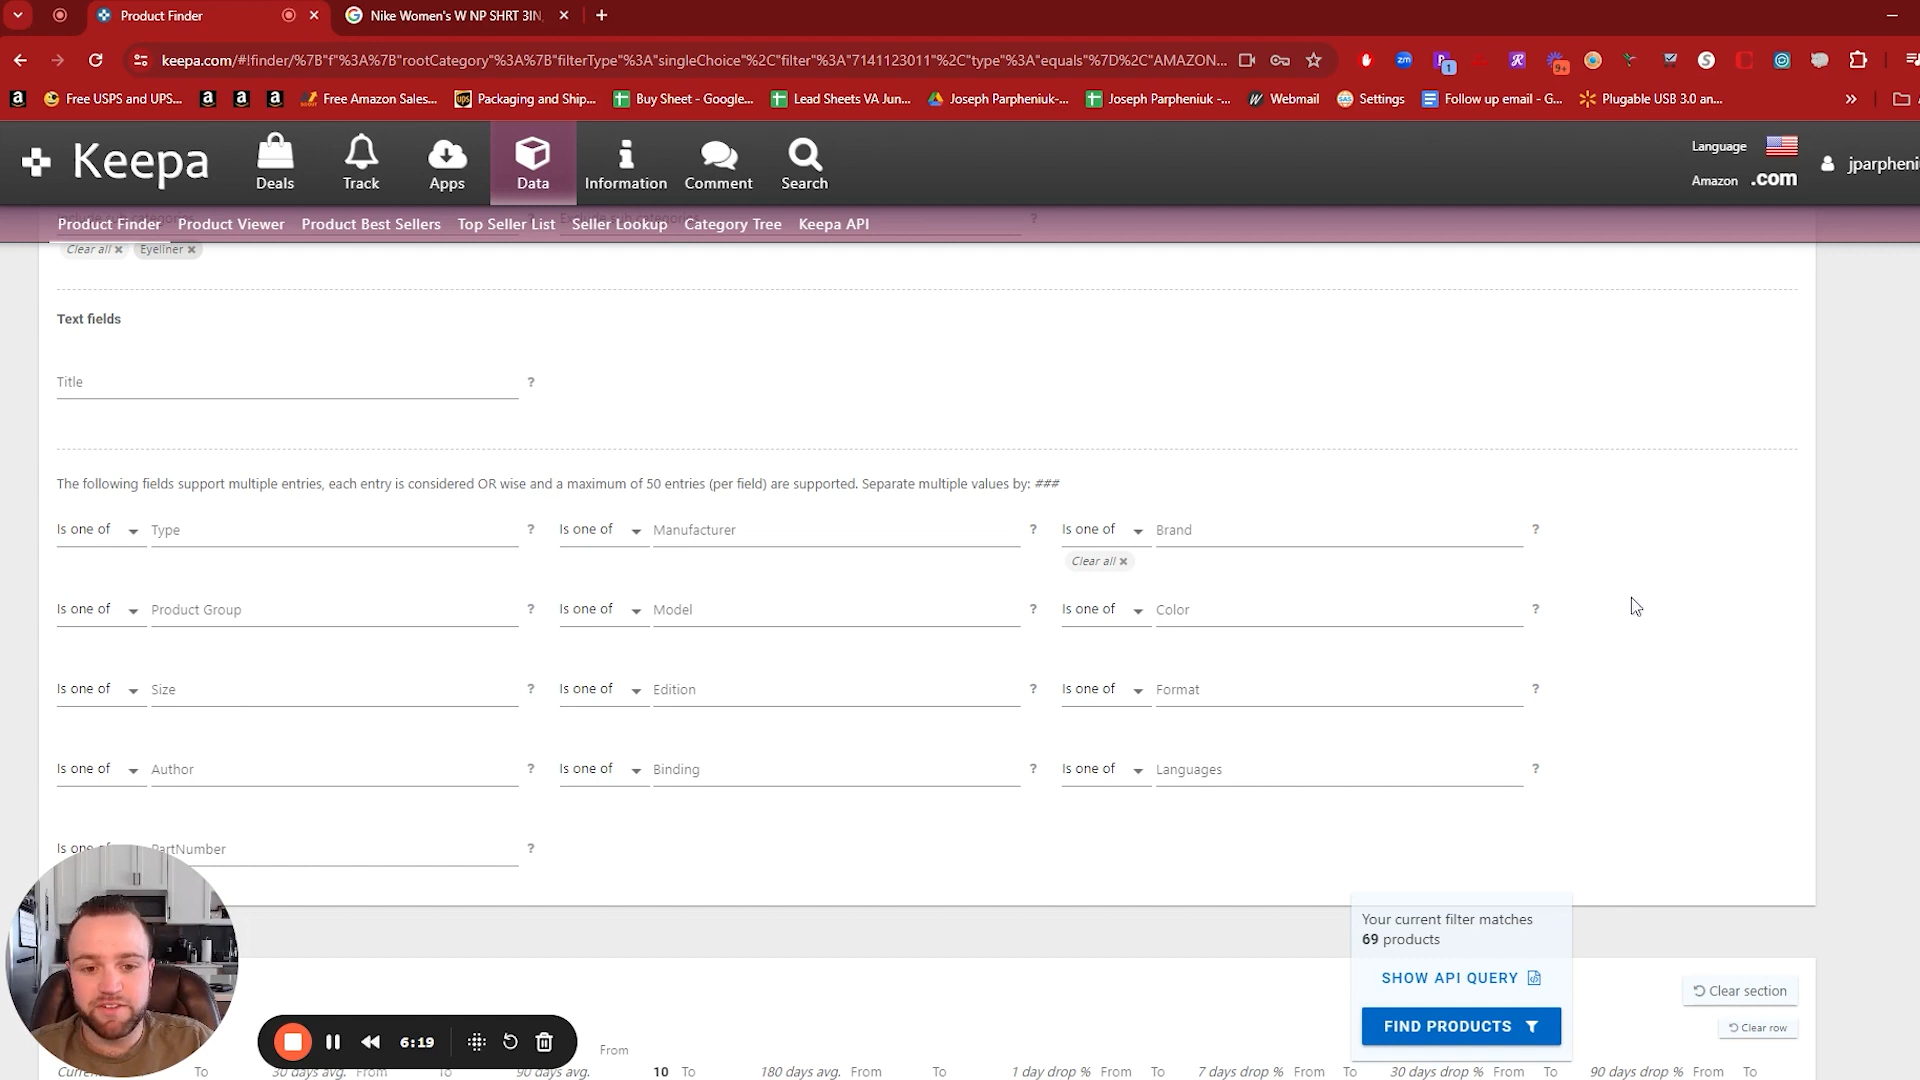 Product Finder
Nike Women's W NP SHRT 3IN
keepa.com/#!finder/%7B"f"%3A%7B"rootCategory"%3A%7B"filterType"%3A"singleChoice"%2C"filter"%3A"7141123011"%2C"type"%3A"equals"%7D%2C"AMAZON...
1
9+
Free USPS and UPS...
Free Amazon Sales...
Packaging and Ship...
Buy Sheet - Google...
Lead Sheets VA Jun...
Joseph Parpheniuk-...
Joseph Parpheniuk -...
Webmail
Settings
Follow up email - G...
Plugable USB 3.0 an...
Keepa
Deals
Track
Apps
Data
Information
Comment
Search
Language
Amazon .com
jparpheni
Product Finder Product Viewer Product Best Sellers Top Seller List Seller Lookup Category Tree Keepa API
Clear all Eyeliner
Text fields
Title ?
The following fields support multiple entries, each entry is considered OR wise and a maximum of 50 entries (per field) are supported. Separate multiple values by: ###
Is one of Type ? Is one of Manufacturer ? Is one of Brand ?
Clear all
Is one of Product Group ? Is one of Model ? Is one of Color ?
Is one of Size ? Is one of Edition ? Is one of Format ?
Is one of Author ? Is one of Binding ? Is one of Languages ?
Is one of PartNumber ?
Your current filter matches
69 products
SHOW API QUERY
FIND PRODUCTS
Clear section
Clear row
6:19
From
To 30 days avg. From To 90 days avg. 10 To 180 days avg. From To 1 day drop % From To 7 days drop % From To 30 days drop % From To 90 days drop % From To